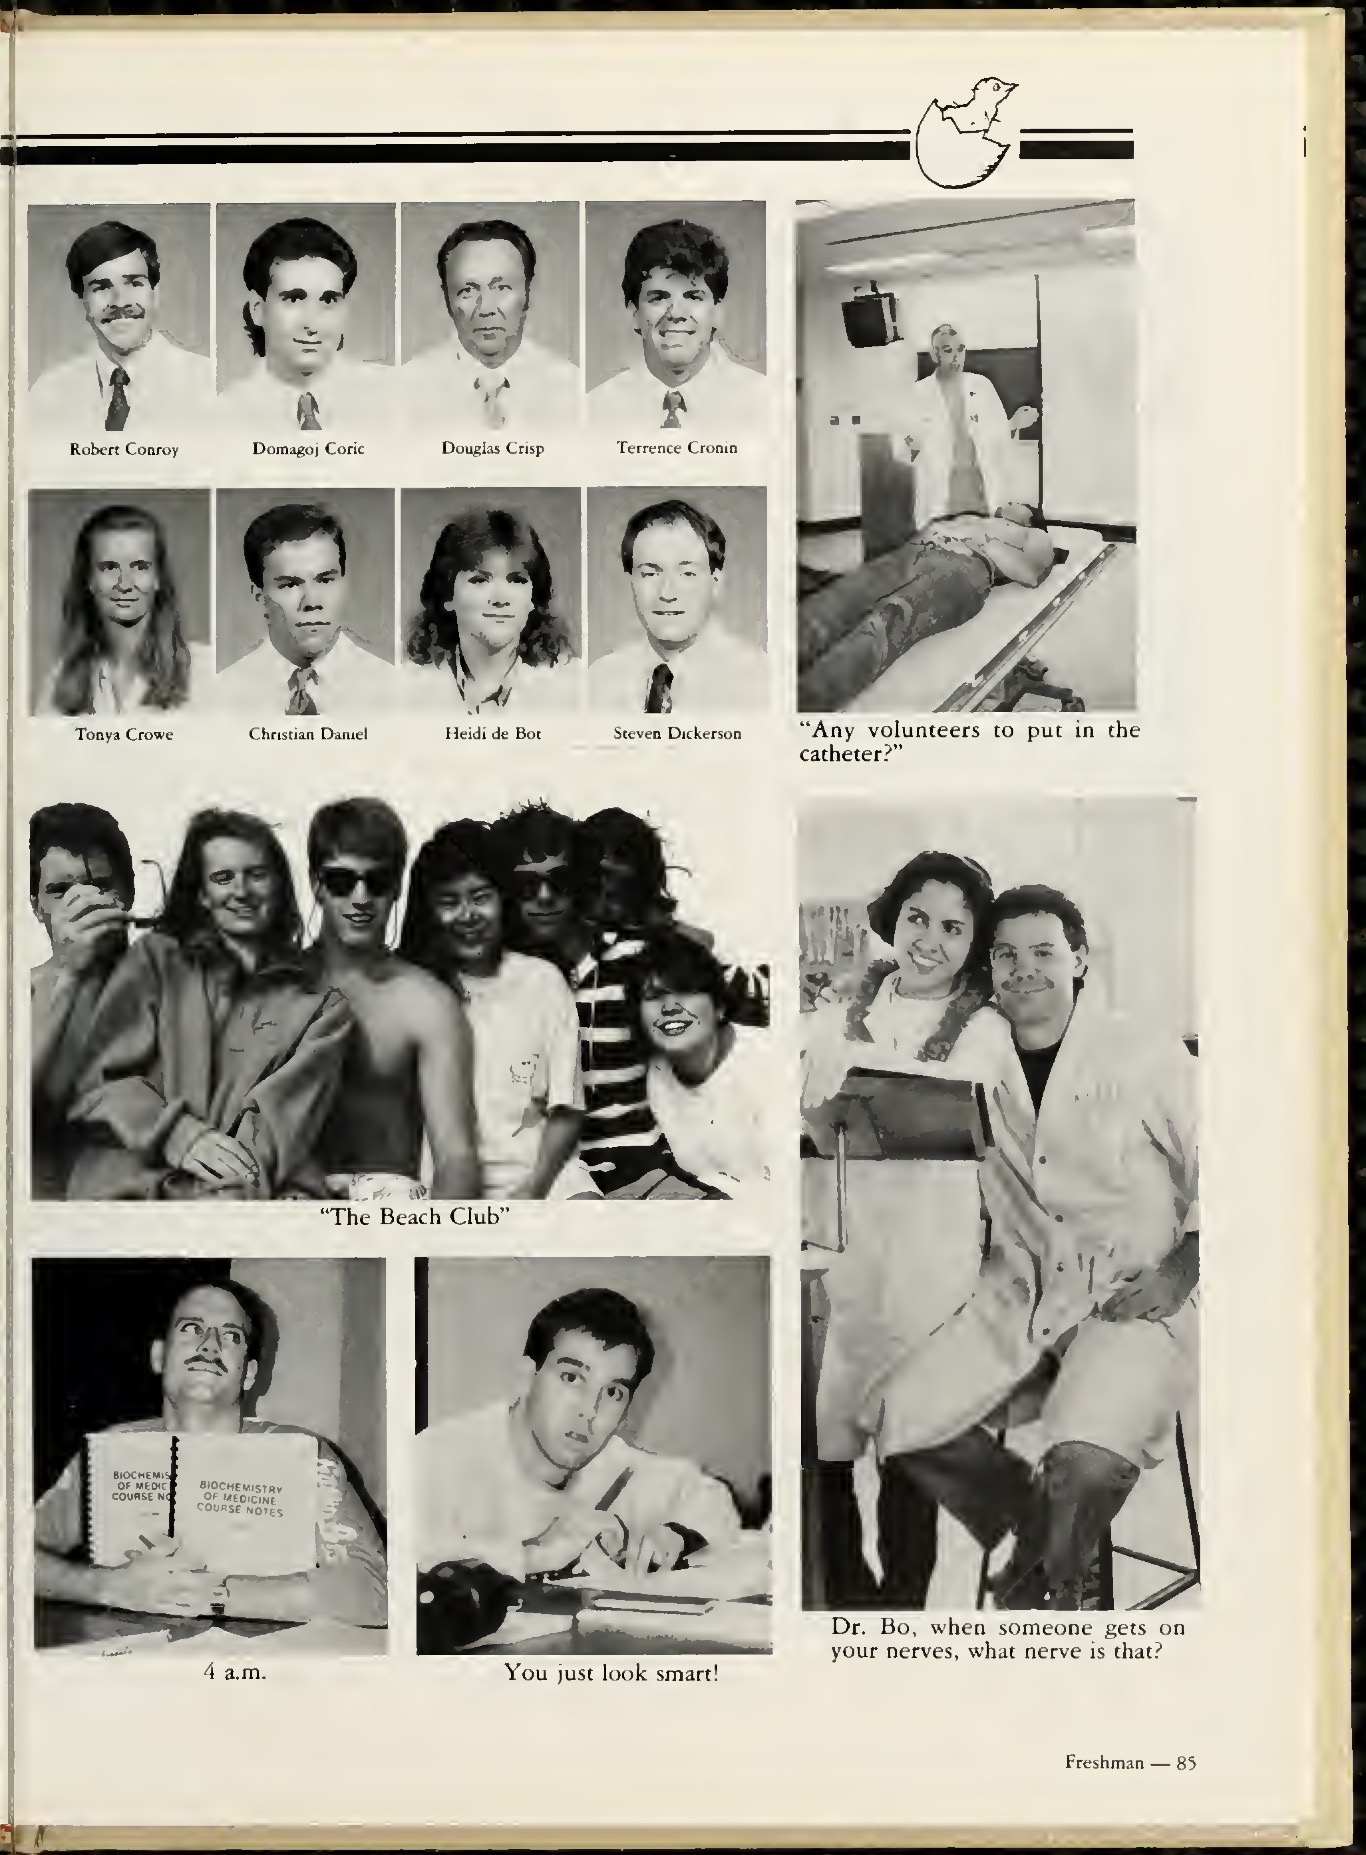 Robert Conroy
Domagoj Coric
Douglas Crisp
Terrence Cronin
Tonya Crowe
Christian Daniel
Heidi de Bot
Steven Dickerson
"Any volunteers to put in the
catheter?"
"The Beach Club"
BIOCHEMIS
OF MEDIC
COURSE NO
BIOCHEMISTRY
OF MEDICINE
COURSE NOTES
4 a.m.
You just look smart!
Dr. Bo, when someone gets on
your nerves, what nerve is that?
Freshman — 85